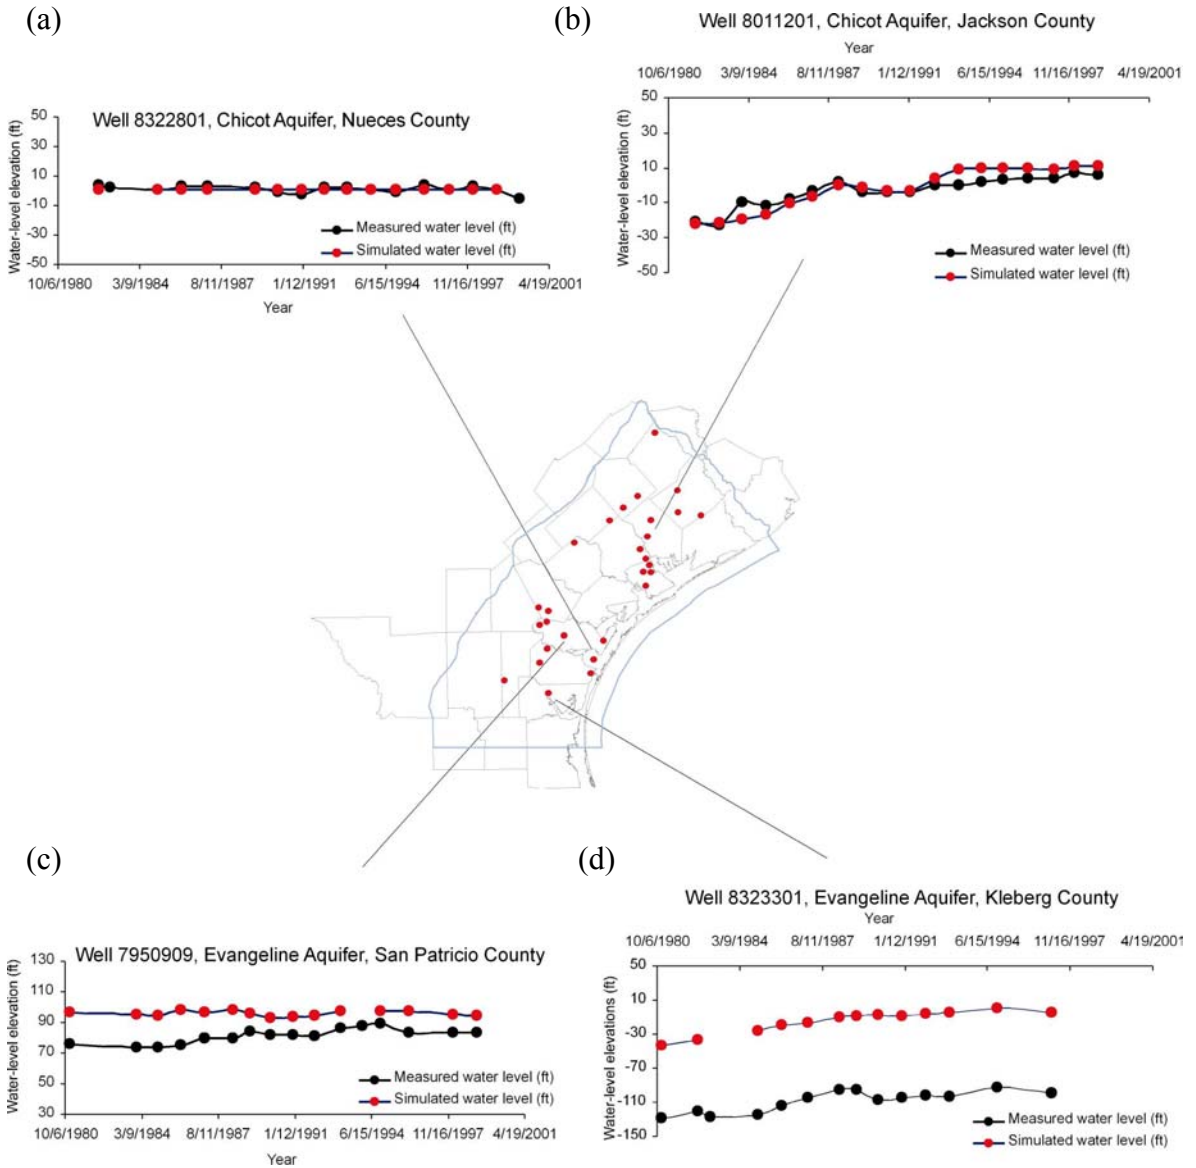 (a)
Well 8322801, Chicot Aquifer, Nueces County
Water-level elevation (ft)
50
30
10
-10
-30
-50
Measured water level (ft)
Simulated water level (ft)
10/6/1980 3/9/1984 8/11/1987 1/12/1991 6/15/1994 11/16/1997 4/19/2001
Year
(b)
Well 8011201, Chicot Aquifer, Jackson County
Year
10/6/1980 3/9/1984 8/11/1987 1/12/1991 6/15/1994 11/16/1997 4/19/2001
Water-level elevation (ft)
50
30
10
-10
-30
-50
Measured water level (ft)
Simulated water level (ft)
(c)
Well 7950909, Evangeline Aquifer, San Patricio County
Water-level elevation (ft)
130
110
90
70
50
30
Measured water level (ft)
Simulated water level (ft)
10/6/1980 3/9/1984 8/11/1987 1/12/1991 6/15/1994 11/16/1997 4/19/2001
Year
(d)
Well 8323301, Evangeline Aquifer, Kleberg County
Year
10/6/1980 3/9/1984 8/11/1987 1/12/1991 6/15/1994 11/16/1997 4/19/2001
Water-level elevations (ft)
50
10
-30
-70
-110
-150
Measured water level (ft)
Simulated water level (ft)